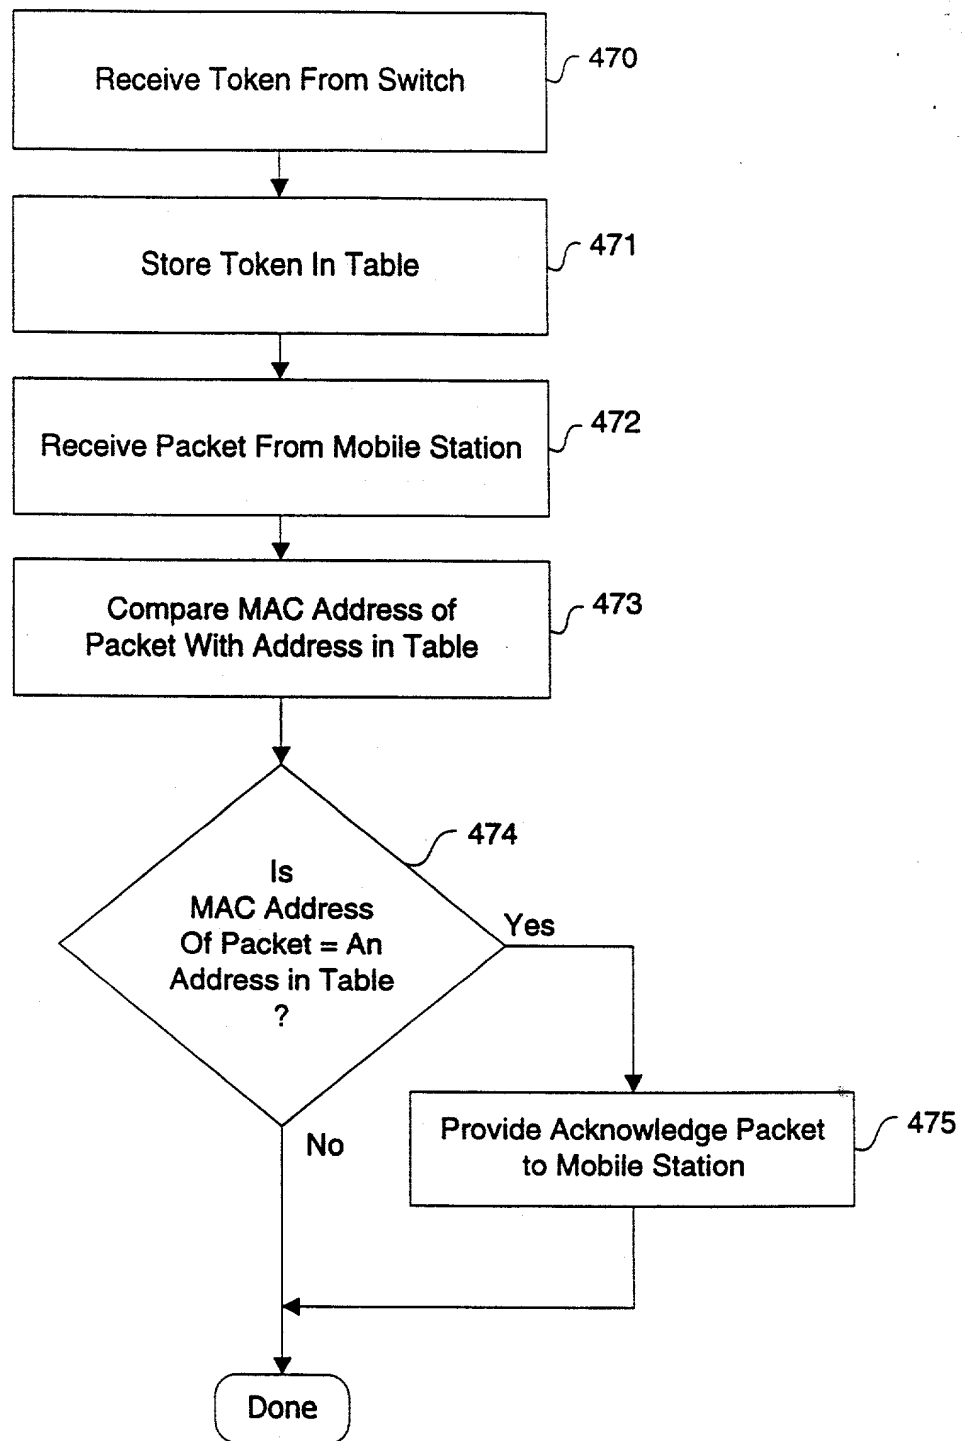 Receive Token From Switch
470
Store Token In Table
471
Receive Packet From Mobile Station
472
Compare MAC Address of
Packet With Address in Table
473
474
Is
MAC Address
Of Packet = An
Address in Table
?
Yes
No
Provide Acknowledge Packet
to Mobile Station
475
Done